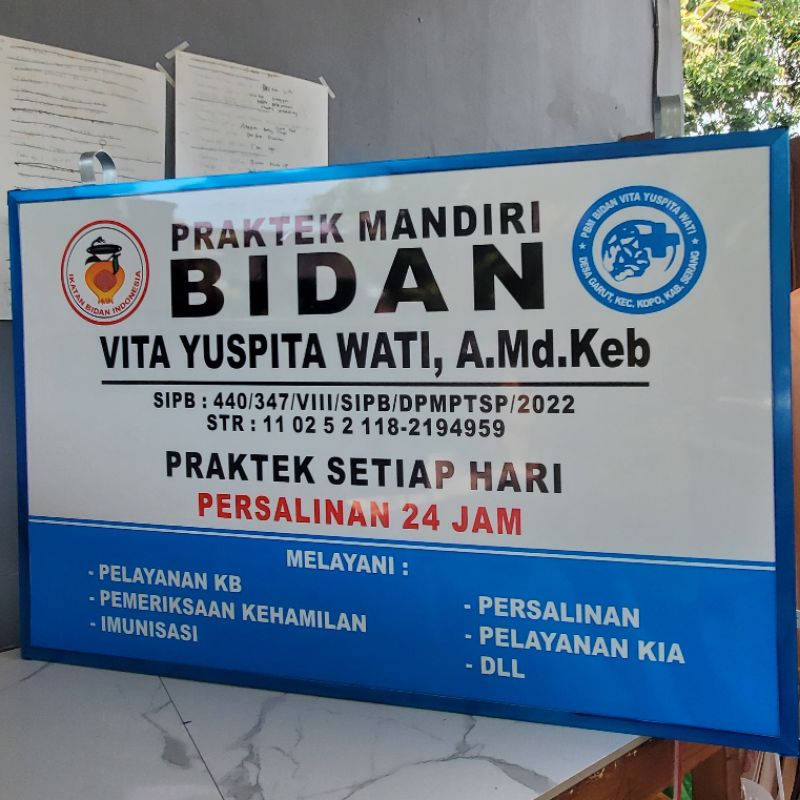 PRAKTEK MANDIRI
BIDAN
VITA YUSPITA WATI, A.Md.Keb
SIPB : 440/347/VIII/SIPB/DPMPTSP/2022
STR : 11 02 5 2 118-2194959
PRAKTEK SETIAP HARI
PERSALINAN 24 JAM
MELAYANI :
- PELAYANAN KB
- PEMERIKSAAN KEHAMILAN
- IMUNISASI
- PERSALINAN
- PELAYANAN KIA
- DLL
IKATAN BIDAN INDONESIA
PBM BIDAN VITA YUSPITA WATI
DESA GARUT, KEC. KOPO, KAB. SERANG